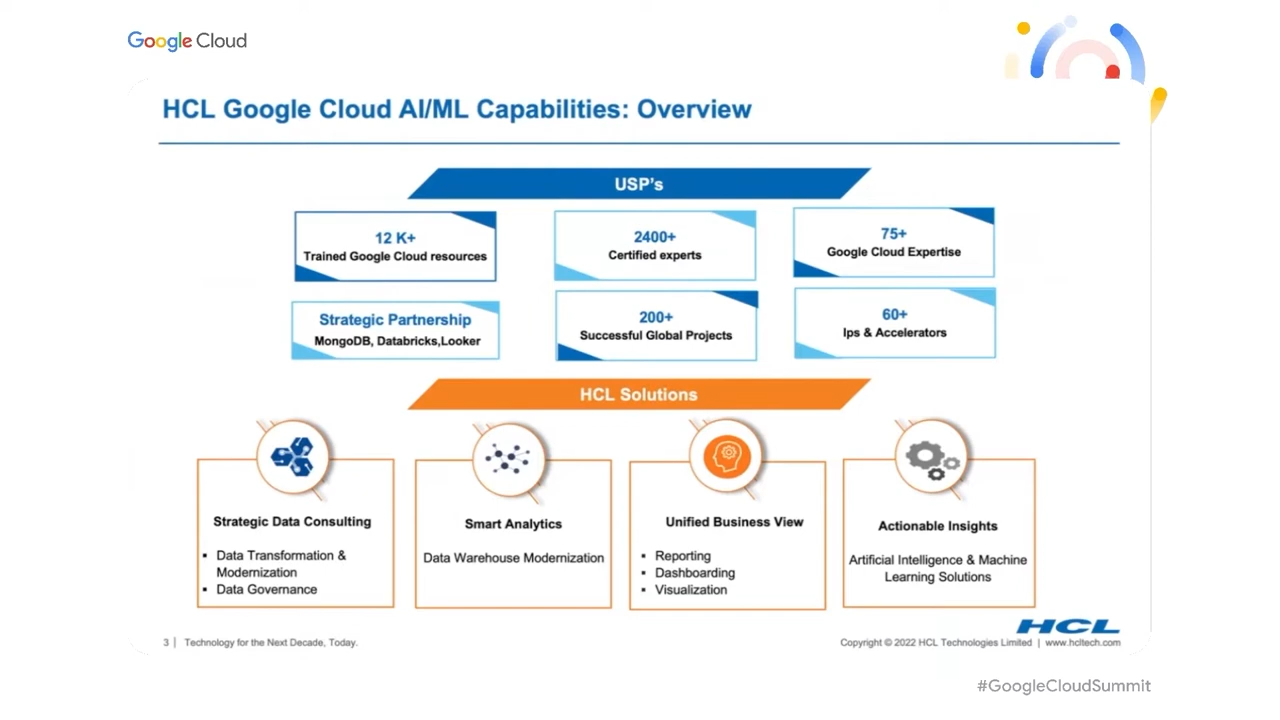 Google Cloud
HCL Google Cloud AI/ML Capabilities: Overview
USP's
12 K+
Trained Google Cloud resources
2400+
Certified experts
75+
Google Cloud Expertise
Strategic Partnership
MongoDB, Databricks,Looker
200+
Successful Global Projects
60+
Ips & Accelerators
HCL Solutions
Strategic Data Consulting
▪ Data Transformation &
Modernization
▪ Data Governance
Smart Analytics
Data Warehouse Modernization
Unified Business View
▪ Reporting
▪ Dashboarding
▪ Visualization
Actionable Insights
Artificial Intelligence & Machine
Learning Solutions
HCL
3 | Technology for the Next Decade, Today.
Copyright © 2022 HCL Technologies Limited | www.hcltech.com
#GoogleCloudSummit